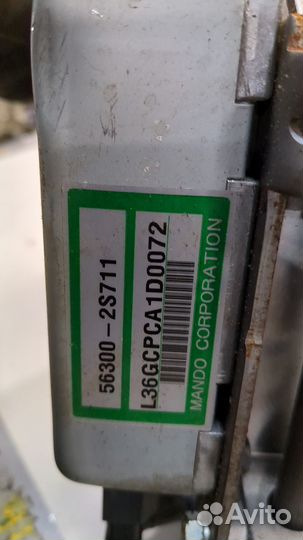 56300-2S711
L36GCPCA1D0072
MANDO CORPORATION
Avito